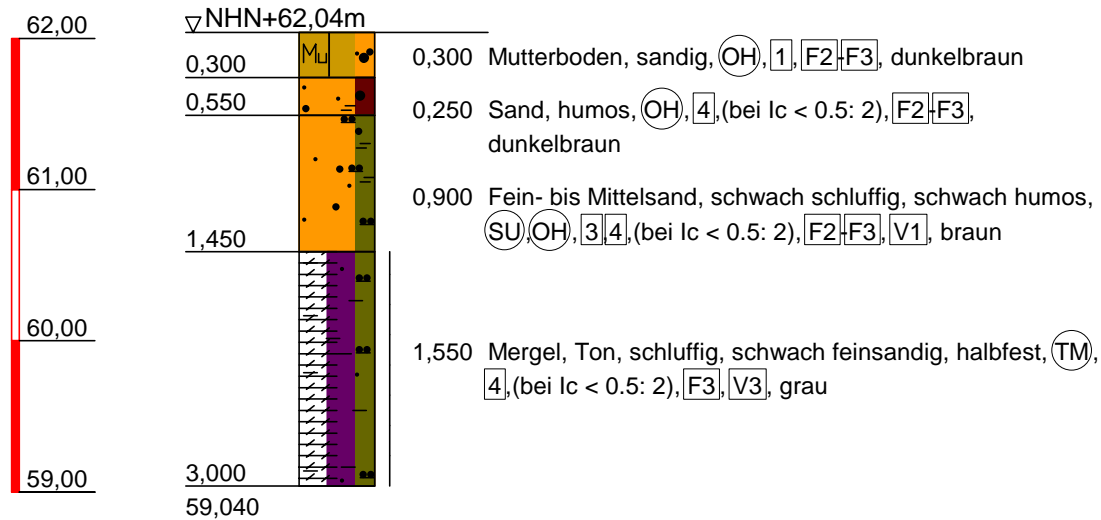 62,00
NHN+62,04m
0,300
Mu
0,300 Mutterboden, sandig, OH, 1, F2-F3, dunkelbraun
0,550
0,250 Sand, humos, OH, 4,(bei Ic < 0.5: 2), F2-F3,
dunkelbraun
61,00
0,900 Fein- bis Mittelsand, schwach schluffig, schwach humos,
SU,OH, 3,4,(bei Ic < 0.5: 2), F2-F3, V1, braun
1,450
60,00
1,550 Mergel, Ton, schluffig, schwach feinsandig, halbfest, TM,
4,(bei Ic < 0.5: 2), F3, V3, grau
3,000
59,00
59,040